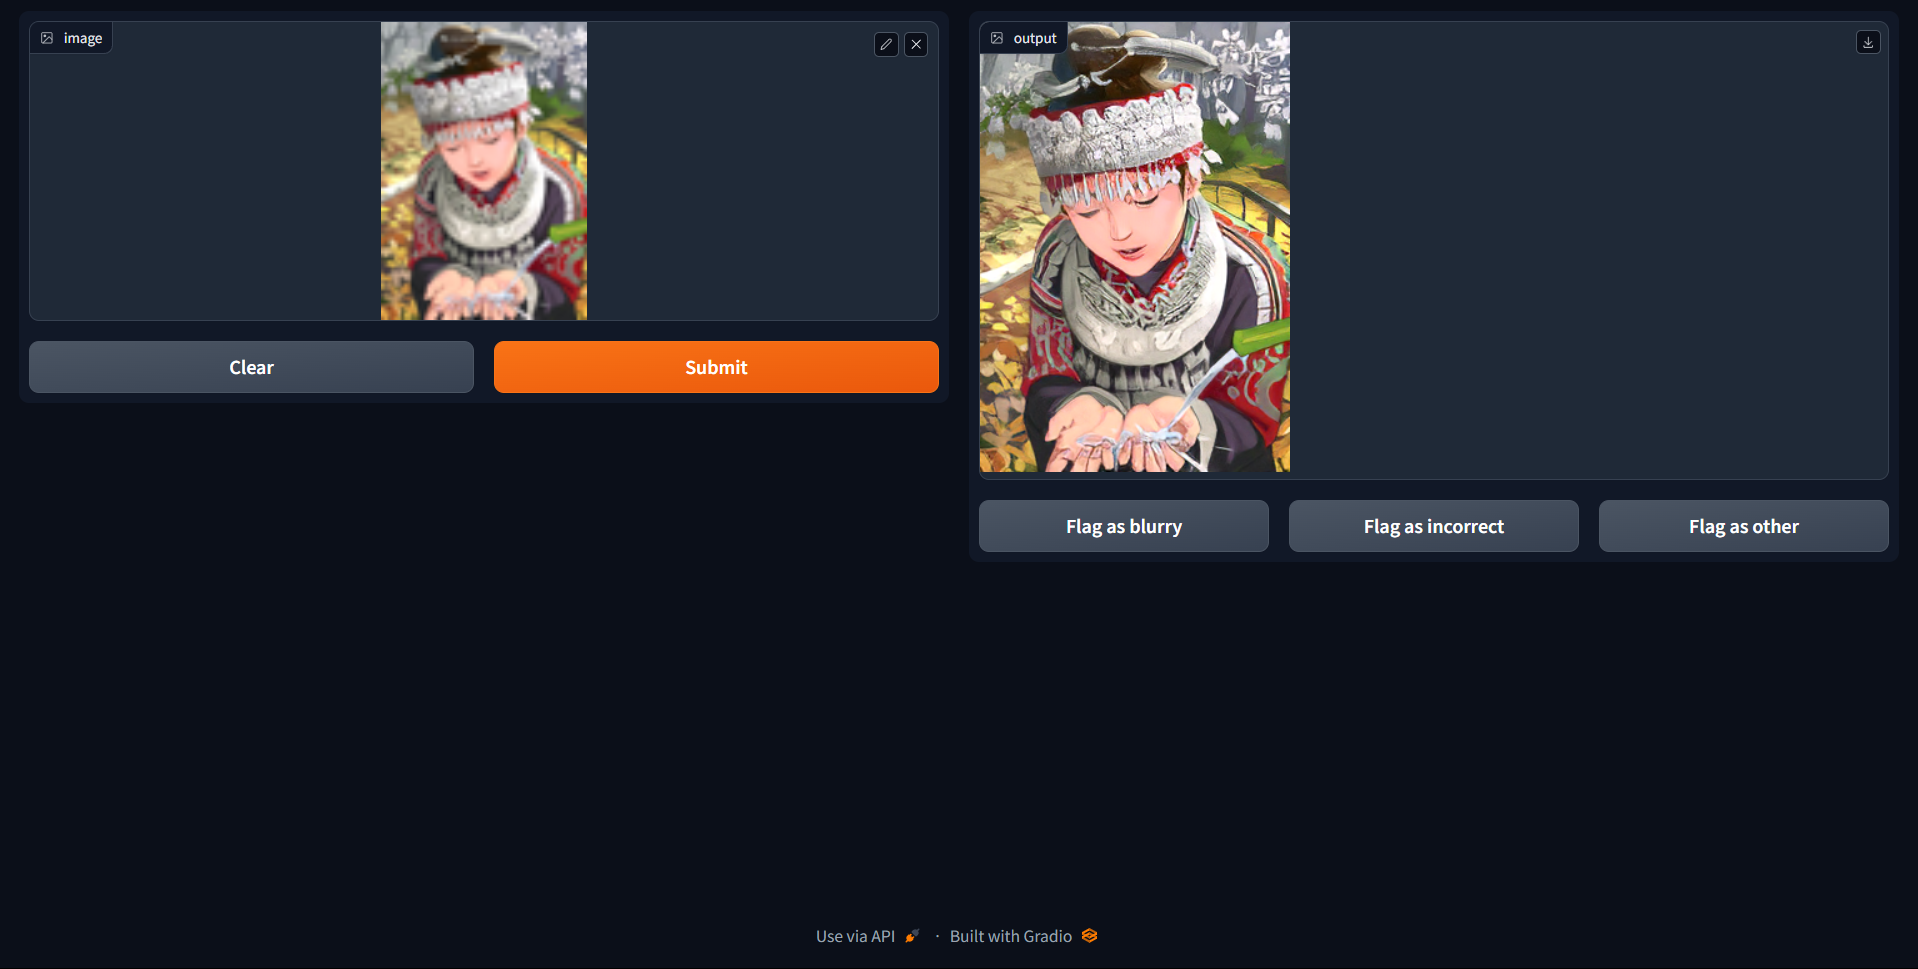 image
output
Clear
Submit
Flag as blurry
Flag as incorrect
Flag as other
Use via API · Built with Gradio